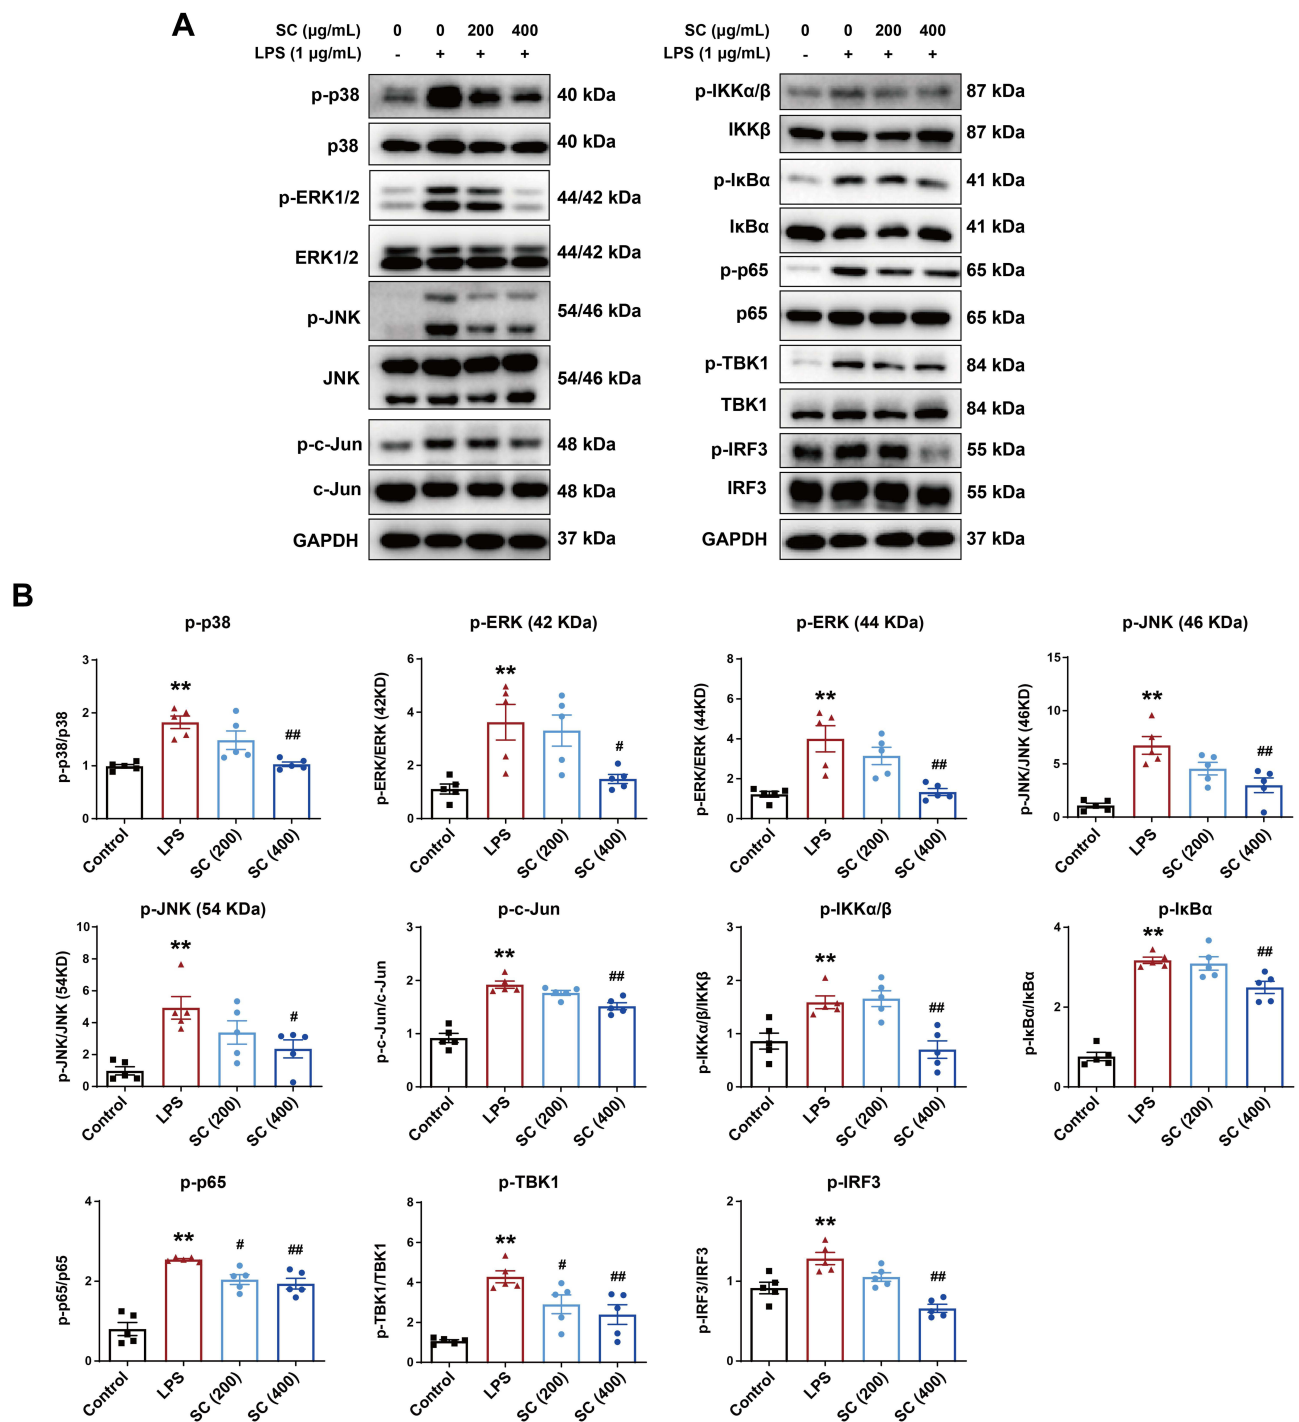 A
SC (μg/mL) 0 0 200 400
LPS (1 μg/mL) - + + +
p-p38 40 kDa
p38 40 kDa
p-ERK1/2 44/42 kDa
ERK1/2 44/42 kDa
p-JNK 54/46 kDa
JNK 54/46 kDa
p-c-Jun 48 kDa
c-Jun 48 kDa
GAPDH 37 kDa
SC (μg/mL) 0 0 200 400
LPS (1 μg/mL) - + + +
p-IKKα/β 87 kDa
IKKβ 87 kDa
p-IκBα 41 kDa
IκBα 41 kDa
p-p65 65 kDa
p65 65 kDa
p-TBK1 84 kDa
TBK1 84 kDa
p-IRF3 55 kDa
IRF3 55 kDa
GAPDH 37 kDa
B
p-p38
p-p38/p38
3
2
1
0
**
##
Control LPS SC (200) SC (400)
p-ERK (42 KDa)
p-ERK/ERK (42KD)
6
4
2
0
**
#
Control LPS SC (200) SC (400)
p-ERK (44 KDa)
p-ERK/ERK (44KD)
8
6
4
2
0
**
##
Control LPS SC (200) SC (400)
p-JNK (46 KDa)
p-JNK/JNK (46KD)
15
10
5
0
**
##
Control LPS SC (200) SC (400)
p-JNK (54 KDa)
p-JNK/JNK (54KD)
10
8
6
4
2
0
**
#
Control LPS SC (200) SC (400)
p-c-Jun
p-c-Jun/c-Jun
3
2
1
0
**
##
Control LPS SC (200) SC (400)
p-IKKα/β
p-IKKα/β/IKKβ
3
2
1
0
**
##
Control LPS SC (200) SC (400)
p-IκBα
p-IκBα/IκBα
4
2
0
**
##
Control LPS SC (200) SC (400)
p-p65
p-p65/p65
4
2
0
**
#
##
Control LPS SC (200) SC (400)
p-TBK1
p-TBK1/TBK1
8
6
4
2
0
**
#
##
Control LPS SC (200) SC (400)
p-IRF3
p-IRF3/IRF3
2
1
0
**
##
Control LPS SC (200) SC (400)